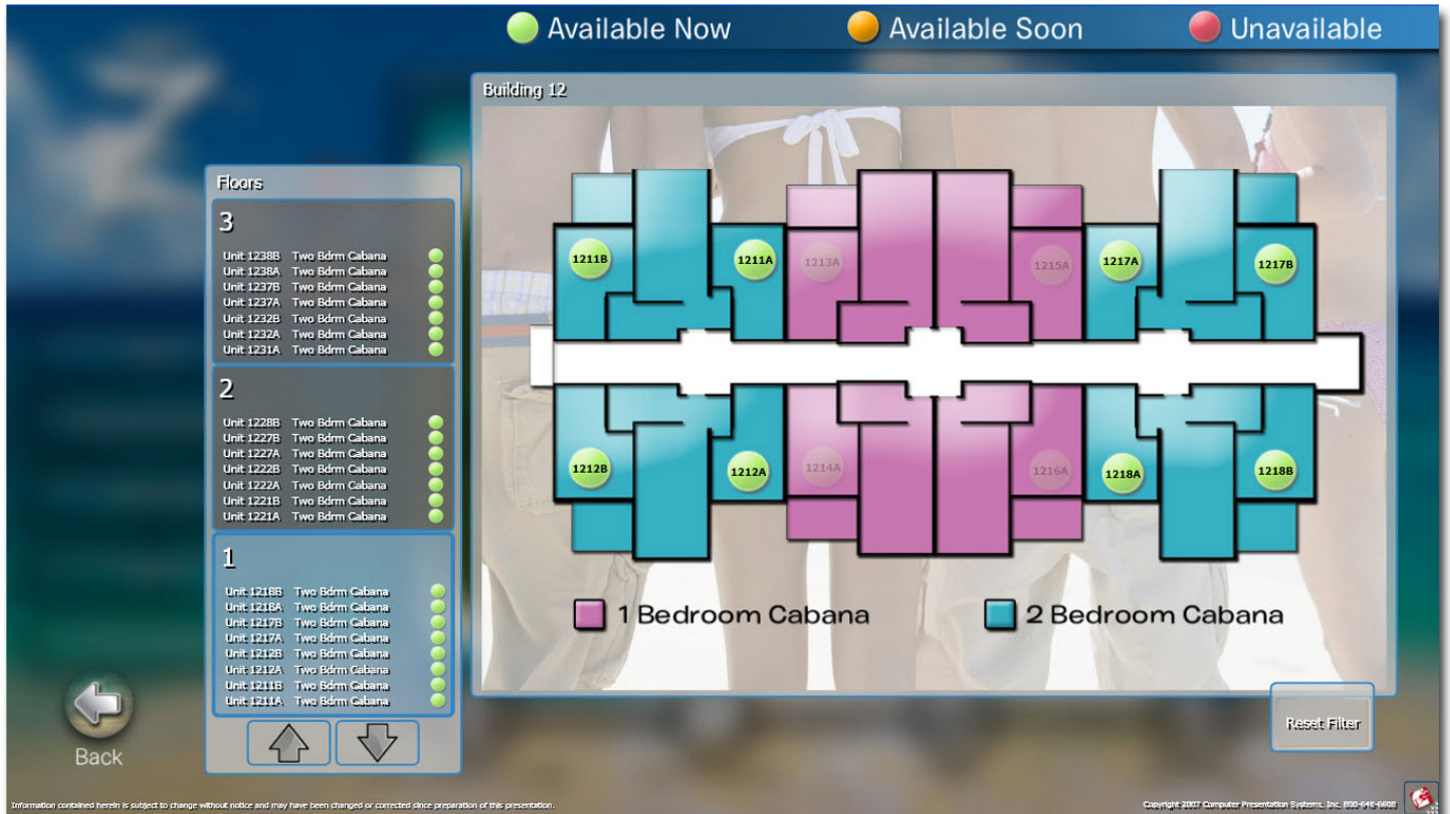 Available Now
Available Soon
Unavailable
Building 12
Floors
3
Unit 1238B Two Bdrm Cabana
Unit 1238A Two Bdrm Cabana
Unit 1237B Two Bdrm Cabana
Unit 1237A Two Bdrm Cabana
Unit 1232B Two Bdrm Cabana
Unit 1232A Two Bdrm Cabana
Unit 1231A Two Bdrm Cabana
2
Unit 1228B Two Bdrm Cabana
Unit 1227B Two Bdrm Cabana
Unit 1227A Two Bdrm Cabana
Unit 1222B Two Bdrm Cabana
Unit 1222A Two Bdrm Cabana
Unit 1221B Two Bdrm Cabana
Unit 1221A Two Bdrm Cabana
1
Unit 1218B Two Bdrm Cabana
Unit 1218A Two Bdrm Cabana
Unit 1217B Two Bdrm Cabana
Unit 1217A Two Bdrm Cabana
Unit 1212B Two Bdrm Cabana
Unit 1212A Two Bdrm Cabana
Unit 1211B Two Bdrm Cabana
Unit 1211A Two Bdrm Cabana
1211B
1211A
1213A
1215A
1217A
1217B
1212B
1212A
1214A
1216A
1218A
1218B
1 Bedroom Cabana
2 Bedroom Cabana
Reset Filter
Back
Information contained herein is subject to change without notice and may have been changed or corrected since preparation of this presentation.
Copyright 2007 Computer Presentation Systems, Inc. 800-648-6608